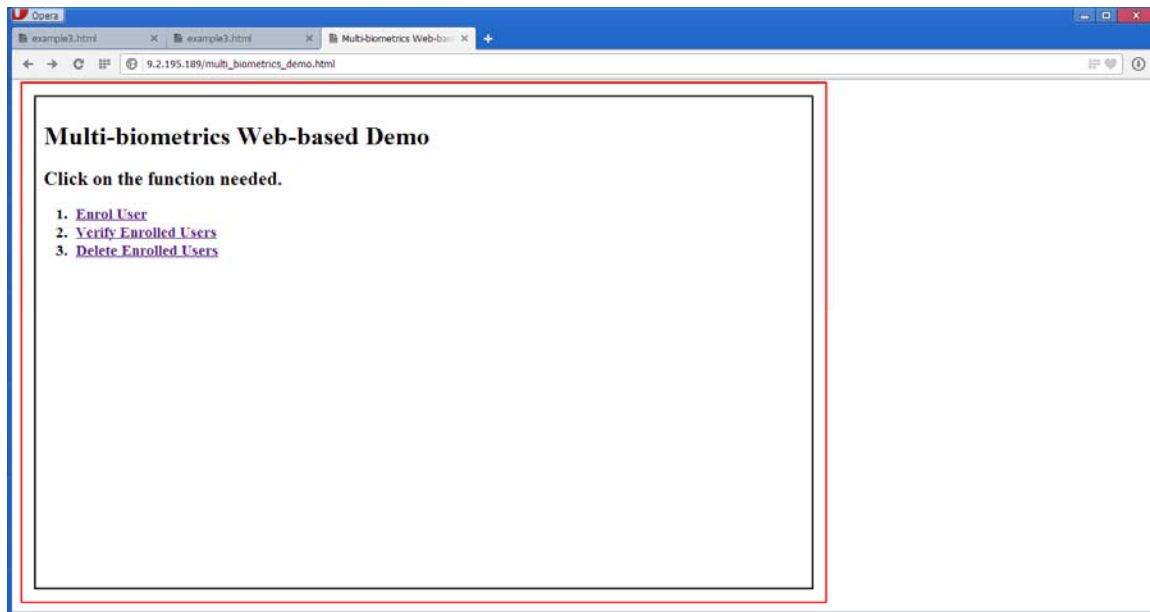 Opera
example3.html
example3.html
Multi-biometrics Web-bas
9.2.195.189/multi_biometrics_demo.html
Multi-biometrics Web-based Demo
Click on the function needed.
1. Enrol User
2. Verify Enrolled Users
3. Delete Enrolled Users